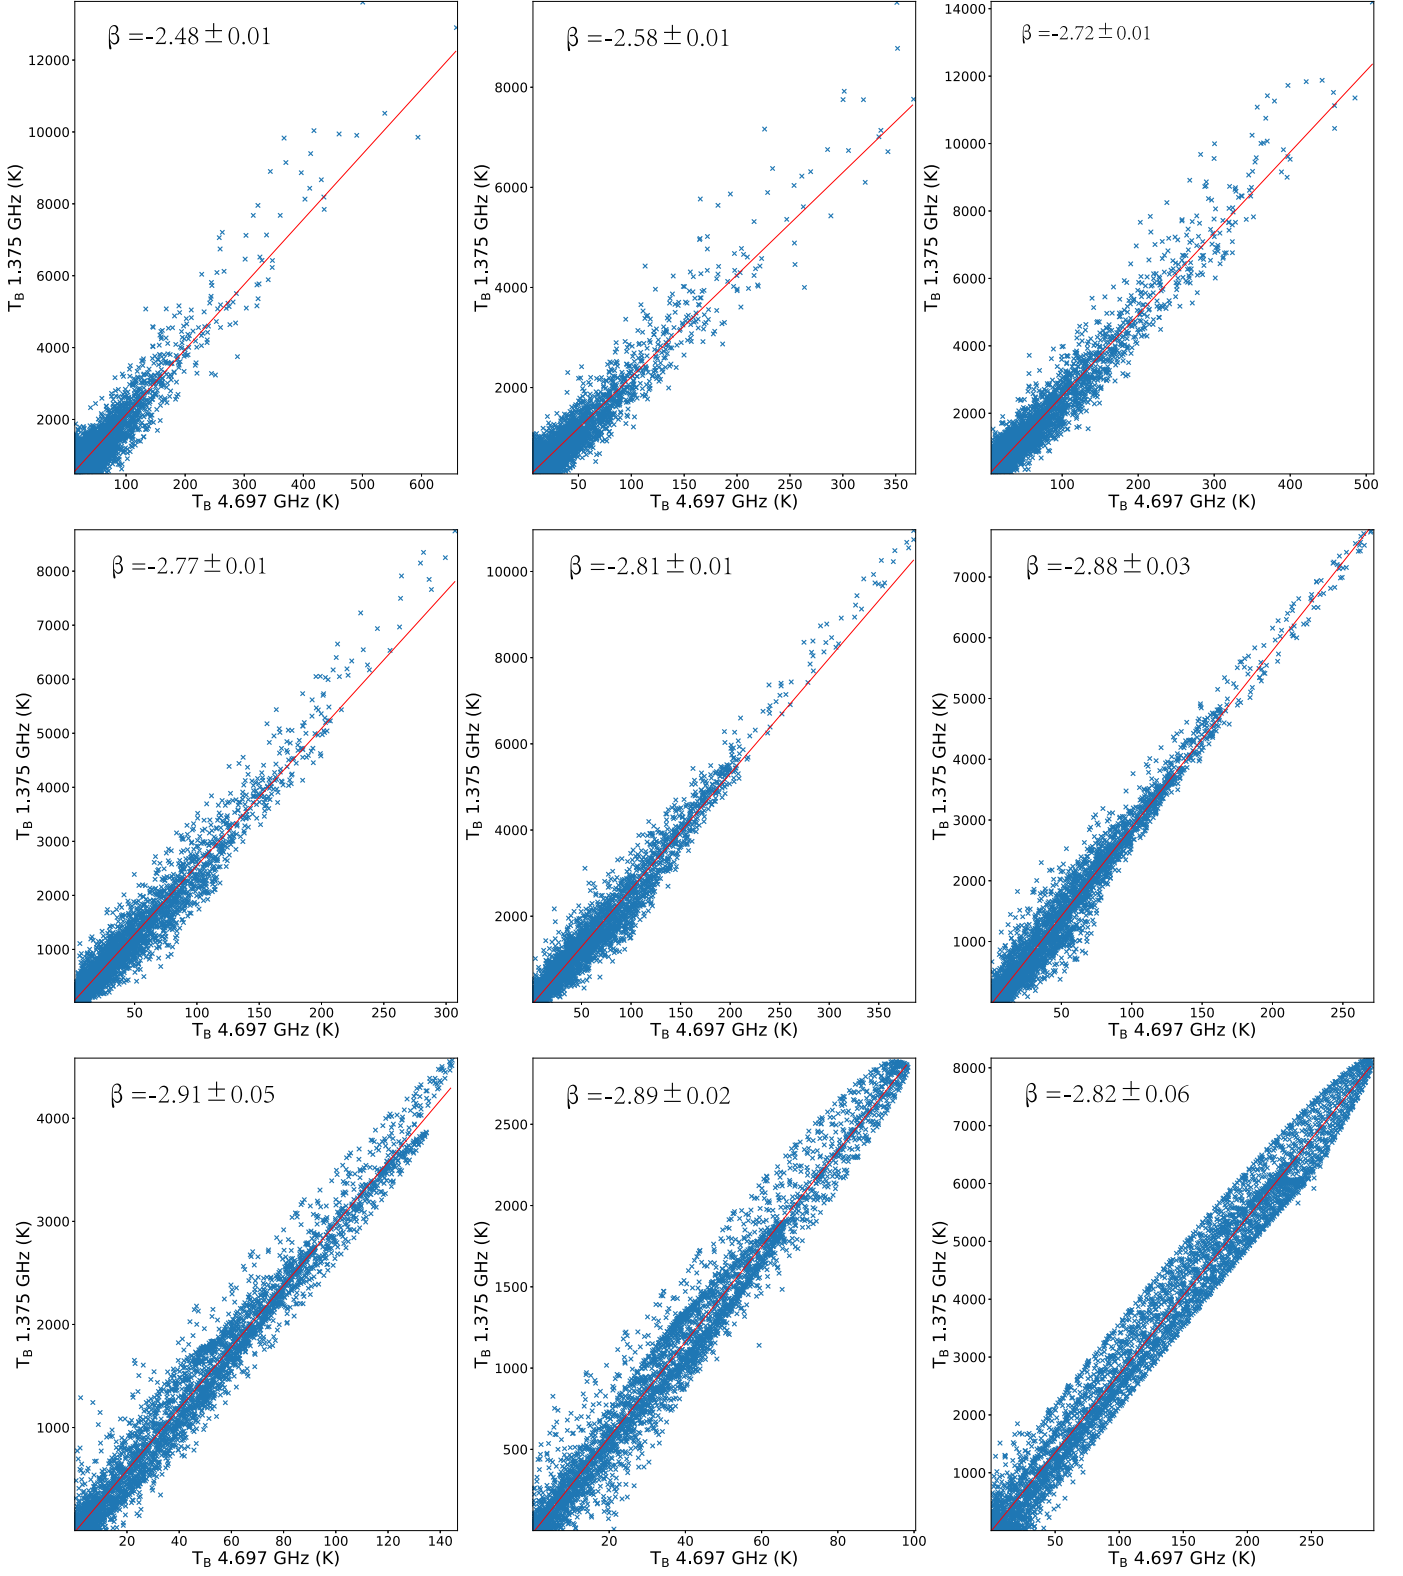 β =-2.48 ± 0.01
12000
10000
8000
6000
4000
2000
T_B 1.375 GHz (K)
100 200 300 400 500 600
T_B 4.697 GHz (K)
β =-2.58 ± 0.01
8000
6000
4000
2000
T_B 1.375 GHz (K)
50 100 150 200 250 300 350
T_B 4.697 GHz (K)
β =-2.72 ± 0.01
14000
12000
10000
8000
6000
4000
2000
T_B 1.375 GHz (K)
100 200 300 400 500
T_B 4.697 GHz (K)
β =-2.77 ± 0.01
8000
7000
6000
5000
4000
3000
2000
1000
T_B 1.375 GHz (K)
50 100 150 200 250 300
T_B 4.697 GHz (K)
β =-2.81 ± 0.01
10000
8000
6000
4000
2000
T_B 1.375 GHz (K)
50 100 150 200 250 300 350
T_B 4.697 GHz (K)
β =-2.88 ± 0.03
7000
6000
5000
4000
3000
2000
1000
T_B 1.375 GHz (K)
50 100 150 200 250
T_B 4.697 GHz (K)
β =-2.91 ± 0.05
4000
3000
2000
1000
T_B 1.375 GHz (K)
20 40 60 80 100 120 140
T_B 4.697 GHz (K)
β =-2.89 ± 0.02
2500
2000
1500
1000
500
T_B 1.375 GHz (K)
20 40 60 80 100
T_B 4.697 GHz (K)
β =-2.82 ± 0.06
8000
7000
6000
5000
4000
3000
2000
1000
T_B 1.375 GHz (K)
50 100 150 200 250
T_B 4.697 GHz (K)